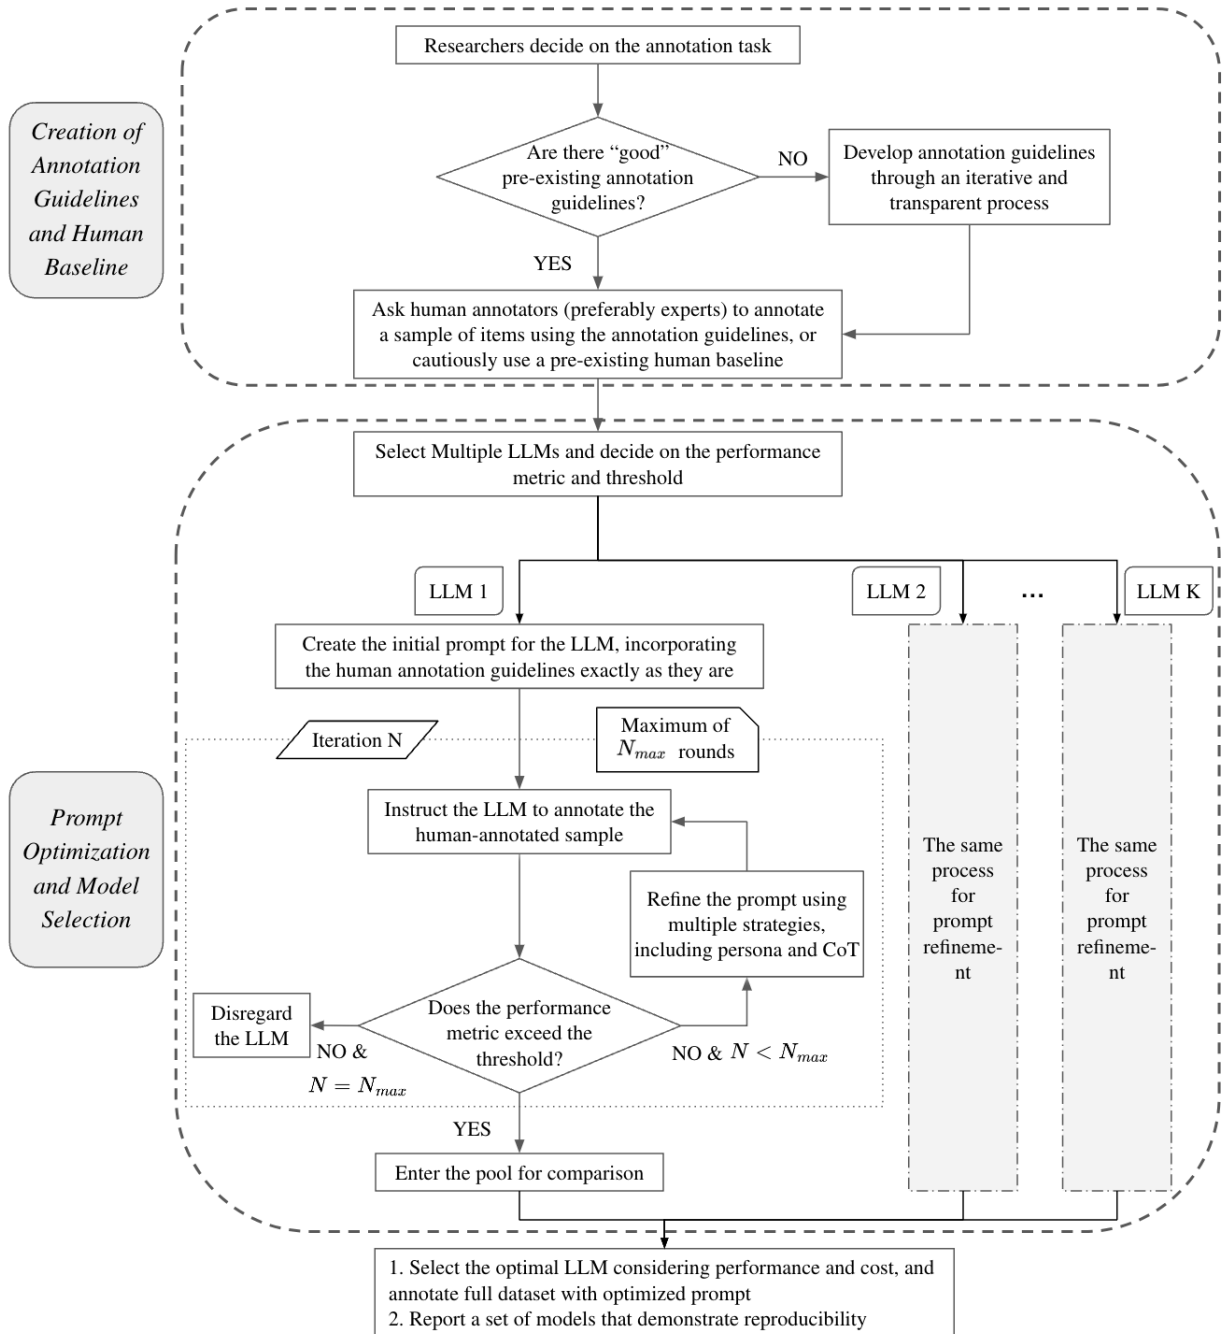 Researchers decide on the annotation task
Creation of
Annotation
Guidelines
and Human
Baseline
Are there “good”
pre-existing annotation
guidelines?
NO
Develop annotation guidelines
through an iterative and
transparent process
YES
Ask human annotators (preferably experts) to annotate
a sample of items using the annotation guidelines, or
cautiously use a pre-existing human baseline
Select Multiple LLMs and decide on the performance
metric and threshold
LLM 1
LLM 2
...
LLM K
Create the initial prompt for the LLM, incorporating
the human annotation guidelines exactly as they are
Iteration N
Maximum of
N_{max} rounds
Prompt
Optimization
and Model
Selection
Instruct the LLM to annotate the
human-annotated sample
Refine the prompt using
multiple strategies,
including persona and CoT
Does the performance
metric exceed the
threshold?
Disregard
the LLM
NO &
N = N_{max}
NO & N < N_{max}
YES
Enter the pool for comparison
The same
process
for
prompt
refineme-
nt
The same
process
for
prompt
refineme-
nt
1. Select the optimal LLM considering performance and cost, and
annotate full dataset with optimized prompt
2. Report a set of models that demonstrate reproducibility